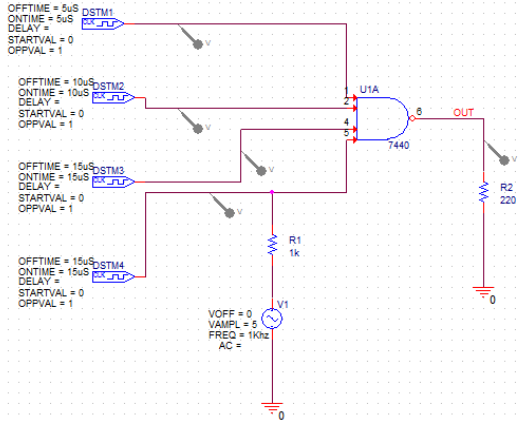 OFFTIME = 5uS DSTM1
ONTIME = 5uS CLK
DELAY =
STARTVAL = 0
OPPVAL = 1
V
OFFTIME = 10uS DSTM2
ONTIME = 10uS CLK
DELAY =
STARTVAL = 0
OPPVAL = 1
V
1
2
4
5
U1A
6
OUT
7440
V
OFFTIME = 15uS DSTM3
ONTIME = 15uS CLK
DELAY =
STARTVAL = 0
OPPVAL = 1
V
V
R2
220
0
OFFTIME = 15uS DSTM4
ONTIME = 15uS CLK
DELAY =
STARTVAL = 0
OPPVAL = 1
R1
1k
V1
VOFF = 0
VAMPL = 5
FREQ = 1Khz
AC =
0